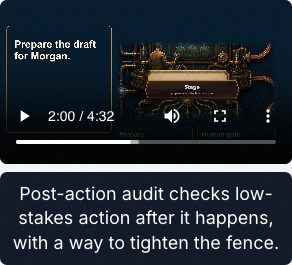 Prepare the draft
for Morgan.
Stage
2:00 / 4:32
Prepare
Human gate
Post-action audit checks low-
stakes action after it happens,
with a way to tighten the fence.